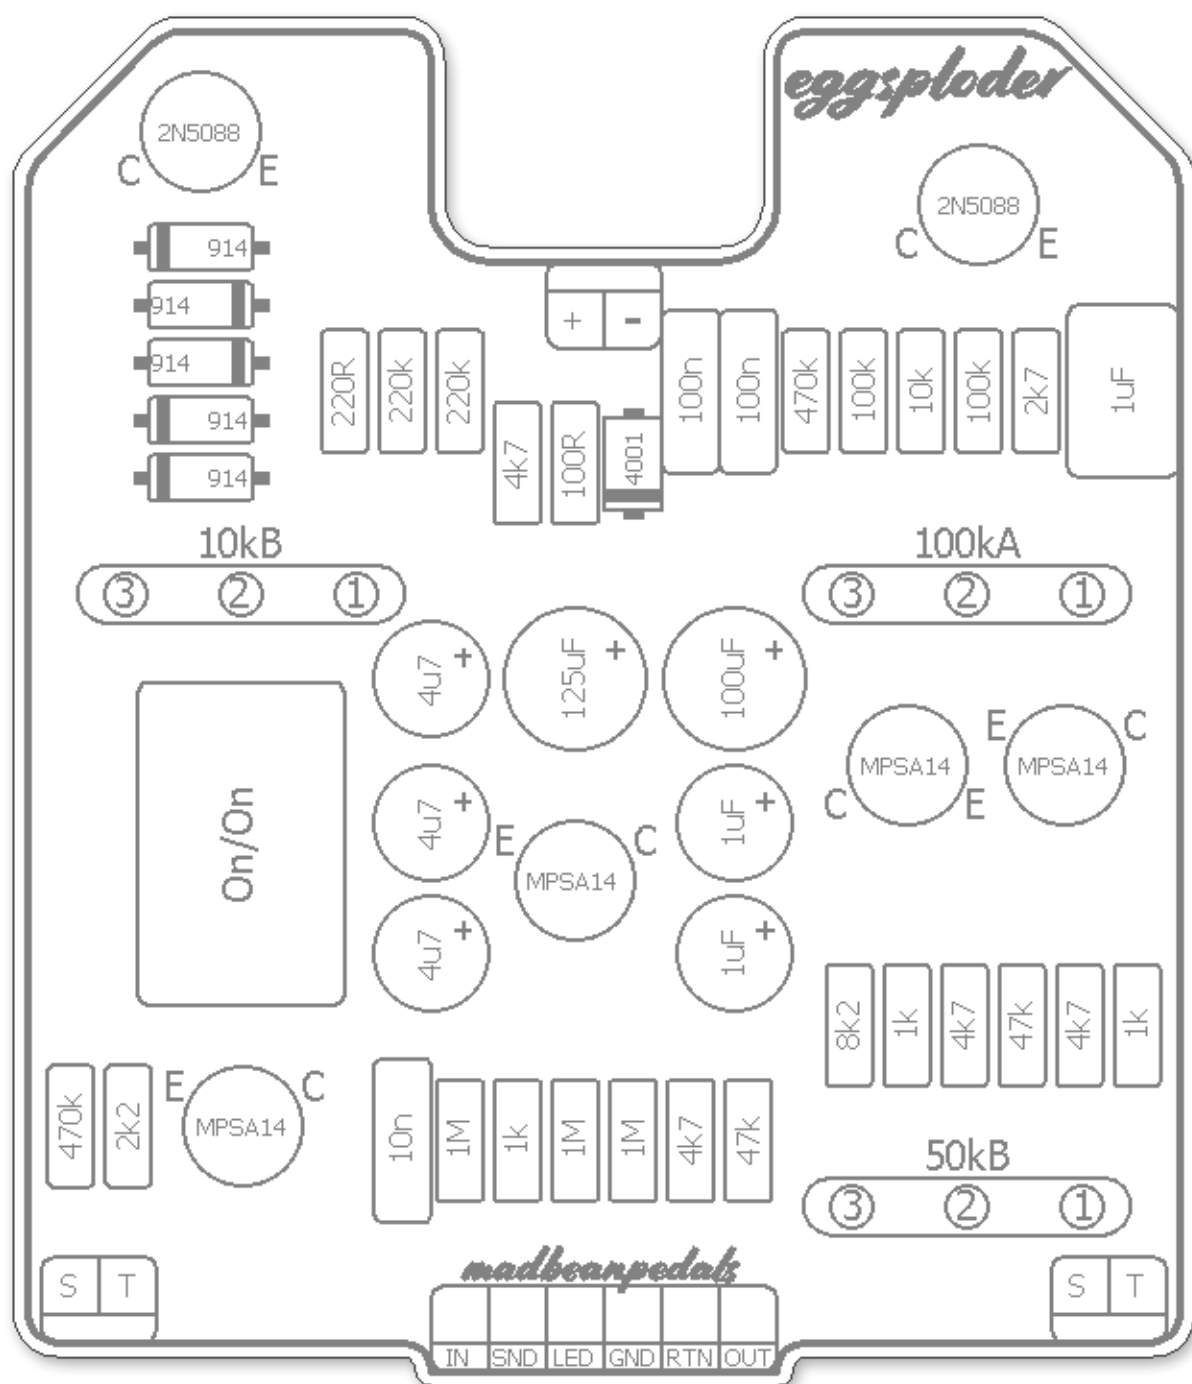 eggsploder
2N5088
C E
2N5088
C E
914
914
914
914
914
+ -
220R 220k 220k
4k7 100R 4001
100n 100n 470k 100k 10k 100k 2k7 1uF
10kB
3 2 1
100kA
3 2 1
4u7 + 125uF + 100uF +
On/On
4u7 +
E C
MPSA14
1uF +
C E
MPSA14
E C
MPSA14
4u7 +
1uF +
8k2 1k 4k7 47k 4k7 1k
470k 2k2
E C
MPSA14
10n 1M 1k 1M 1M 4k7 47k
50kB
3 2 1
madbeanpedals
S T
S T
IN SND LED GND RTN OUT